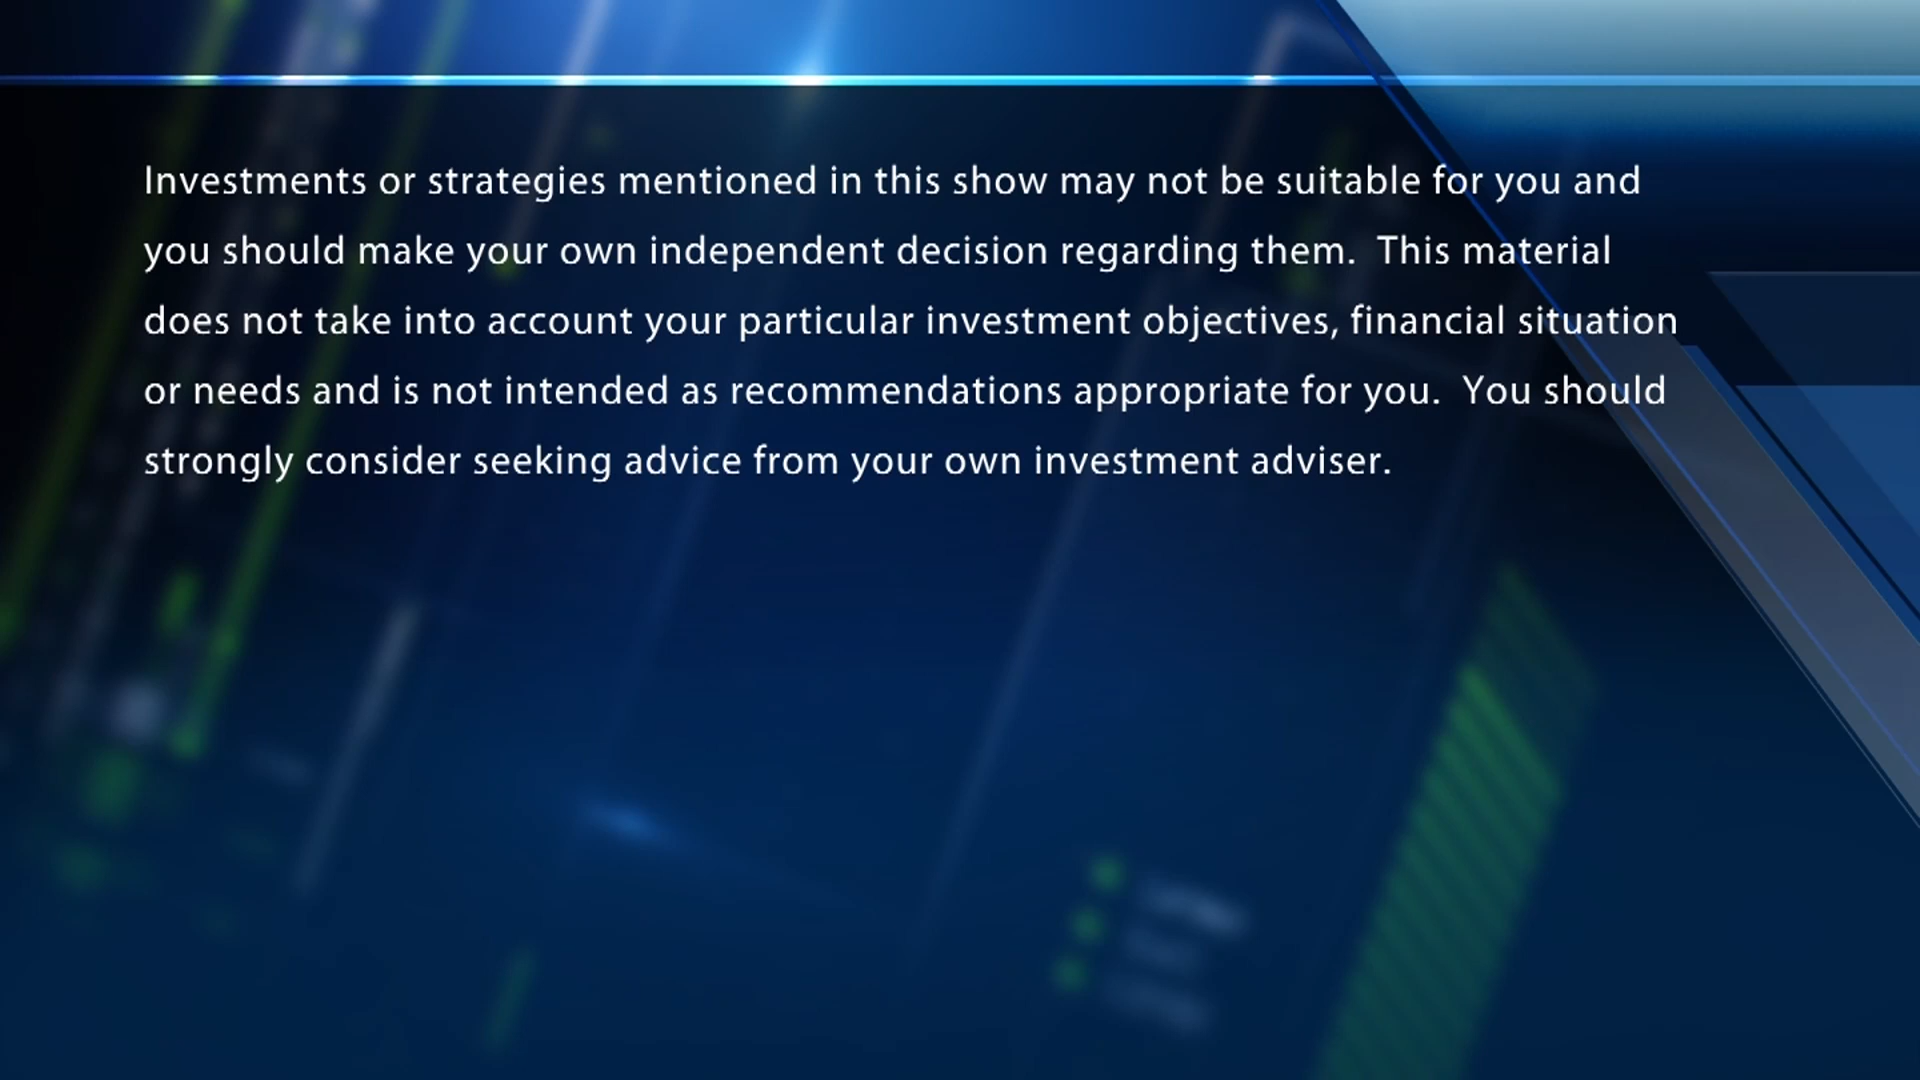 Investments or strategies mentioned in this show may not be suitable for you and
you should make your own independent decision regarding them.  This material
does not take into account your particular investment objectives, financial situation
or needs and is not intended as recommendations appropriate for you.  You should
strongly consider seeking advice from your own investment adviser.